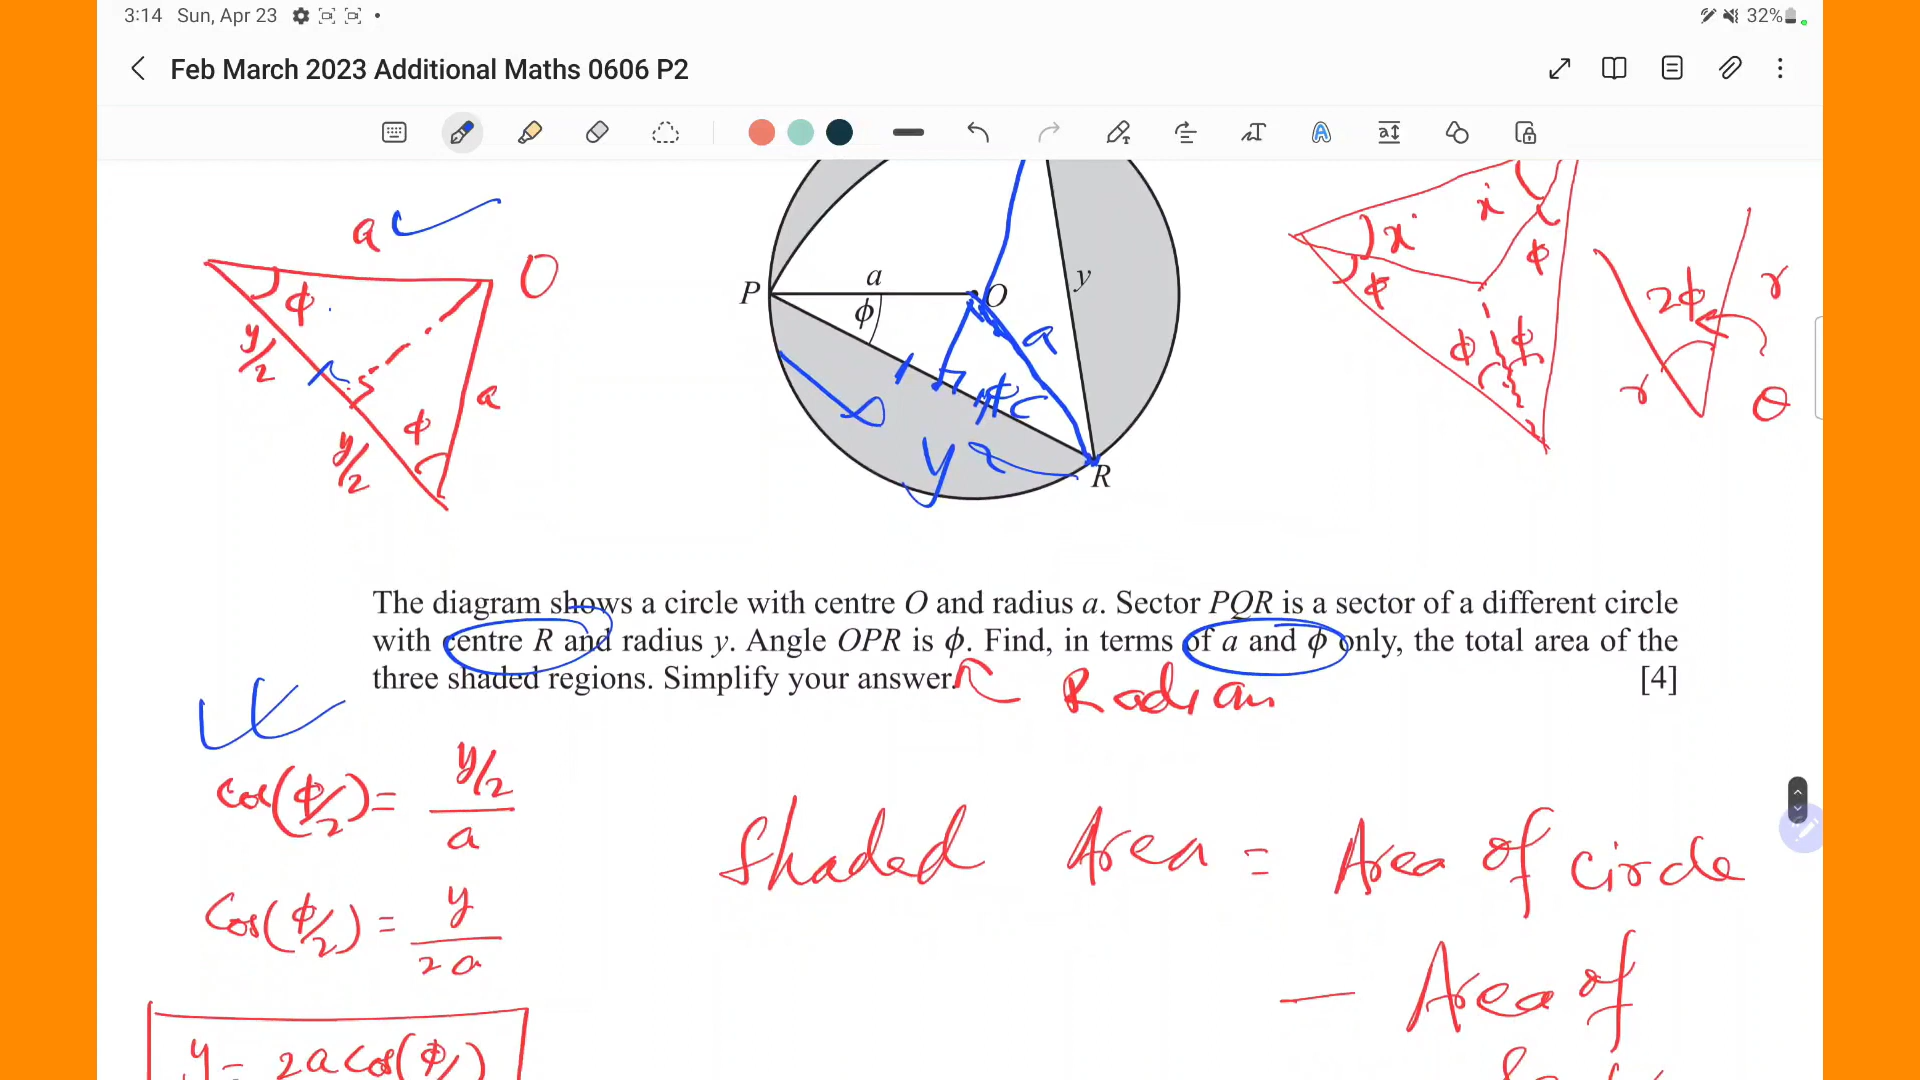 3:14 Sun, Apr 23
32%
Feb March 2023 Additional Maths 0606 P2
a
O
ϕ
y/2
y/2
ϕ
a
P
a
ϕ
O
y
a
c
y
R
x
x
ϕ
ϕ
ϕ
ϕ
2ϕ
r
r
θ
The diagram shows a circle with centre O and radius a. Sector PQR is a sector of a different circle
with centre R and radius y. Angle OPR is ϕ. Find, in terms of a and ϕ only, the total area of the
three shaded regions. Simplify your answer. [4]
Radian
cos(ϕ/2) = y/2 / a
Cos(ϕ/2) = y / 2a
y = 2a cos(ϕ/)
Shaded Area = Area of circle
— Area of